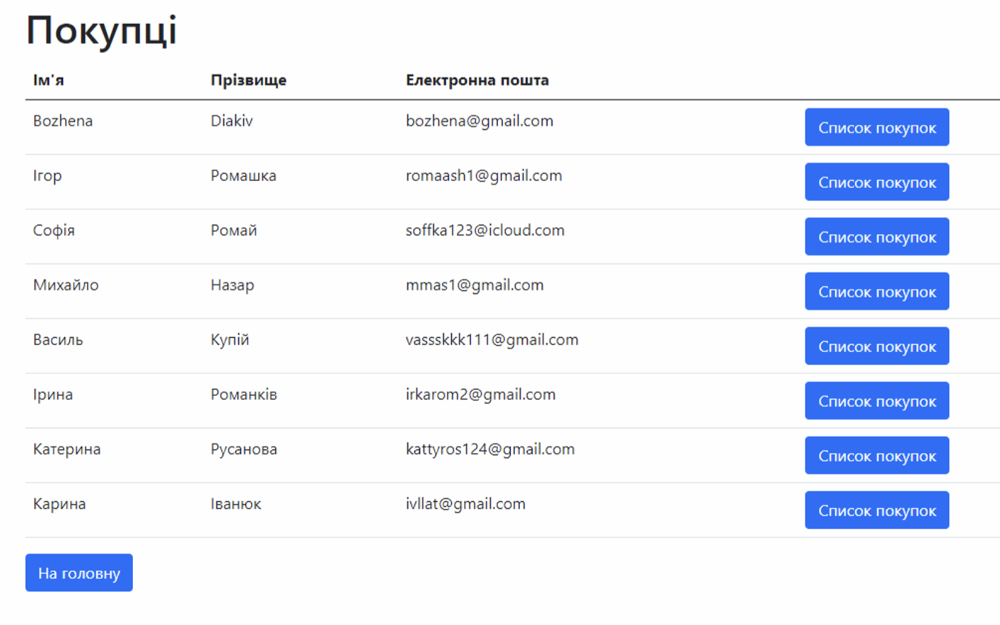 Покупці
Ім'я Прізвище Електронна пошта
Bozhena Diakiv bozhena@gmail.com Список покупок
Ігор Ромашка romaash1@gmail.com Список покупок
Софія Ромай soffka123@icloud.com Список покупок
Михайло Назар mmas1@gmail.com Список покупок
Василь Купій vassskkk111@gmail.com Список покупок
Ірина Романків irkarom2@gmail.com Список покупок
Катерина Русанова kattyros124@gmail.com Список покупок
Карина Іванюк ivllat@gmail.com Список покупок
На головну